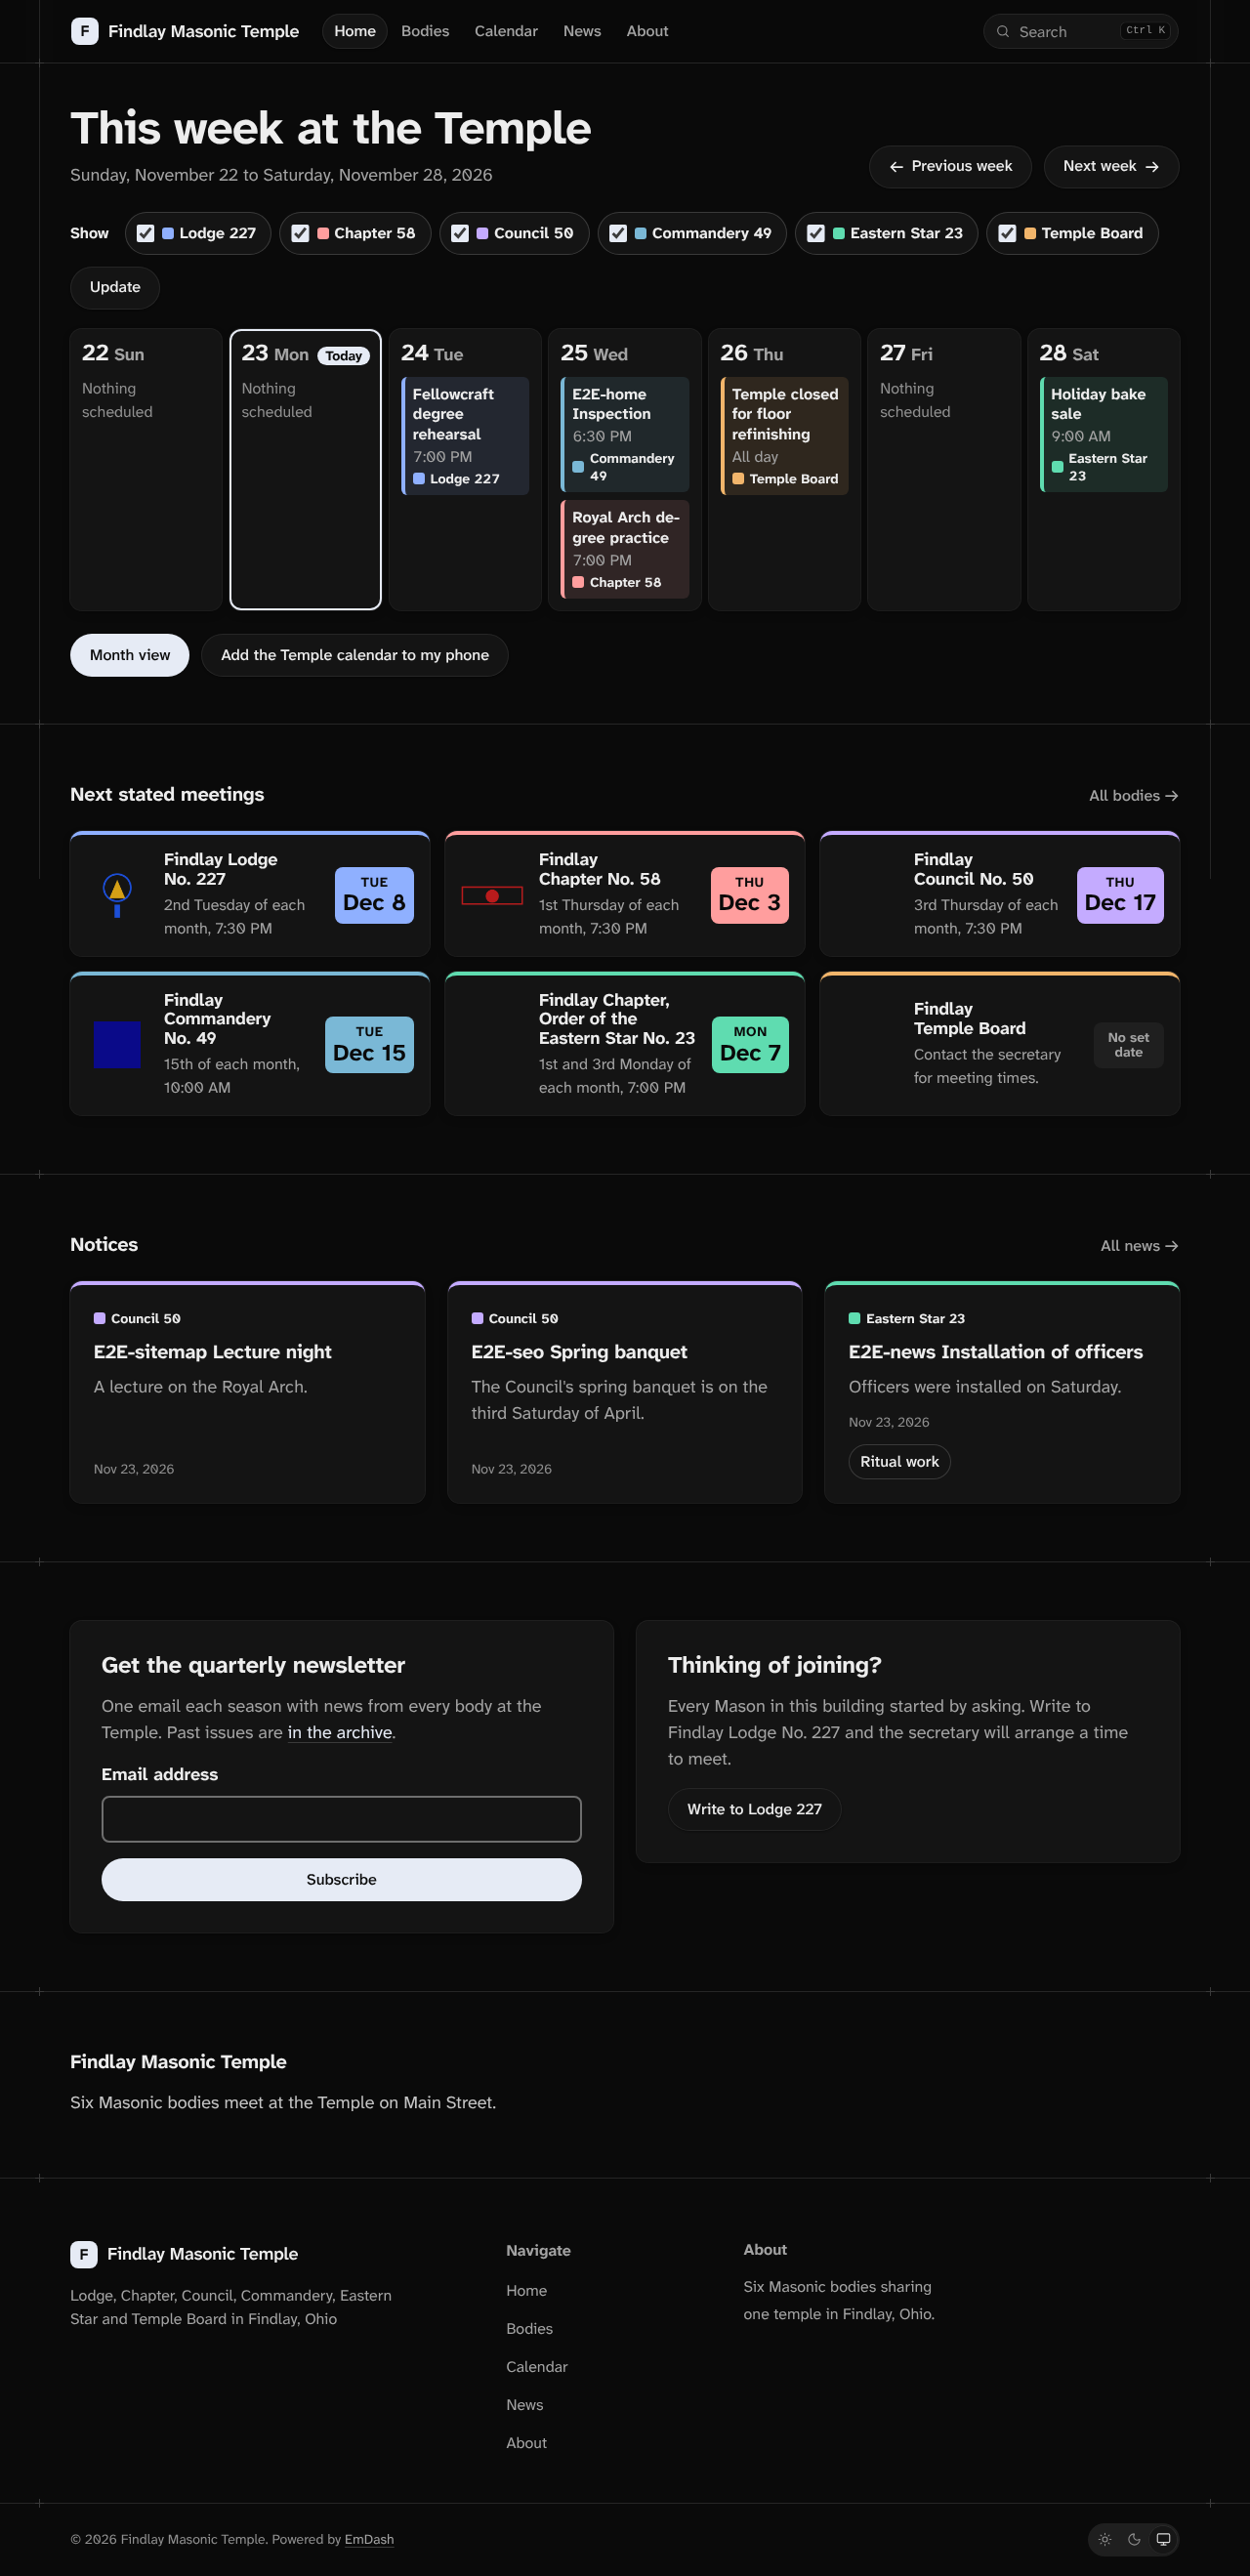 F Findlay Masonic Temple Home Bodies Calendar News About Search Ctrl K
This week at the Temple
Sunday, November 22 to Saturday, November 28, 2026
← Previous week
Next week →
Show Lodge 227 Chapter 58 Council 50 Commandery 49 Eastern Star 23 Temple Board
Update
22 Sun
Nothing
scheduled
23 Mon Today
Nothing
scheduled
24 Tue
Fellowcraft
degree
rehearsal
7:00 PM
Lodge 227
25 Wed
E2E-home
Inspection
6:30 PM
Commandery
49
Royal Arch de-
gree practice
7:00 PM
Chapter 58
26 Thu
Temple closed
for floor
refinishing
All day
Temple Board
27 Fri
Nothing
scheduled
28 Sat
Holiday bake
sale
9:00 AM
Eastern Star
23
Month view
Add the Temple calendar to my phone
Next stated meetings
All bodies →
Findlay Lodge
No. 227
2nd Tuesday of each
month, 7:30 PM
TUE
Dec 8
Findlay
Chapter No. 58
1st Thursday of each
month, 7:30 PM
THU
Dec 3
Findlay
Council No. 50
3rd Thursday of each
month, 7:30 PM
THU
Dec 17
Findlay
Commandery
No. 49
15th of each month,
10:00 AM
TUE
Dec 15
Findlay Chapter,
Order of the
Eastern Star No. 23
1st and 3rd Monday of
each month, 7:00 PM
MON
Dec 7
Findlay
Temple Board
Contact the secretary
for meeting times.
No set
date
Notices
All news →
Council 50
E2E-sitemap Lecture night
A lecture on the Royal Arch.
Nov 23, 2026
Council 50
E2E-seo Spring banquet
The Council's spring banquet is on the
third Saturday of April.
Nov 23, 2026
Eastern Star 23
E2E-news Installation of officers
Officers were installed on Saturday.
Nov 23, 2026
Ritual work
Get the quarterly newsletter
One email each season with news from every body at the
Temple. Past issues are in the archive.
Email address
Subscribe
Thinking of joining?
Every Mason in this building started by asking. Write to
Findlay Lodge No. 227 and the secretary will arrange a time
to meet.
Write to Lodge 227
Findlay Masonic Temple
Six Masonic bodies meet at the Temple on Main Street.
F Findlay Masonic Temple
Lodge, Chapter, Council, Commandery, Eastern
Star and Temple Board in Findlay, Ohio
Navigate
Home
Bodies
Calendar
News
About
About
Six Masonic bodies sharing
one temple in Findlay, Ohio.
© 2026 Findlay Masonic Temple. Powered by EmDash